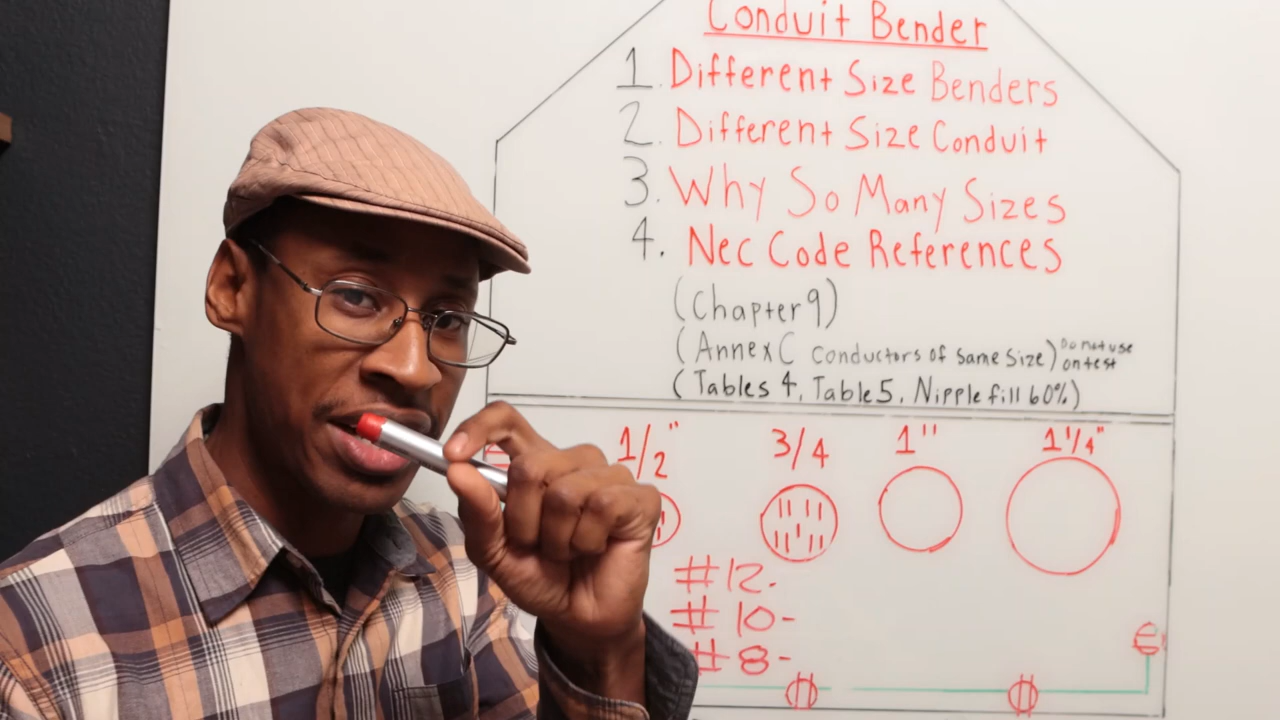 Conduit Bender
1. Different Size Benders
2. Different Size Conduit
3. Why So Many Sizes
4. Nec Code References
(Chapter 9)
(Annex C conductors of Same Size) Do not use on test
(Tables 4, Table 5, Nipple fill 60%)
1/2" 3/4 1" 1 1/4"
#12-
#10-
#8-